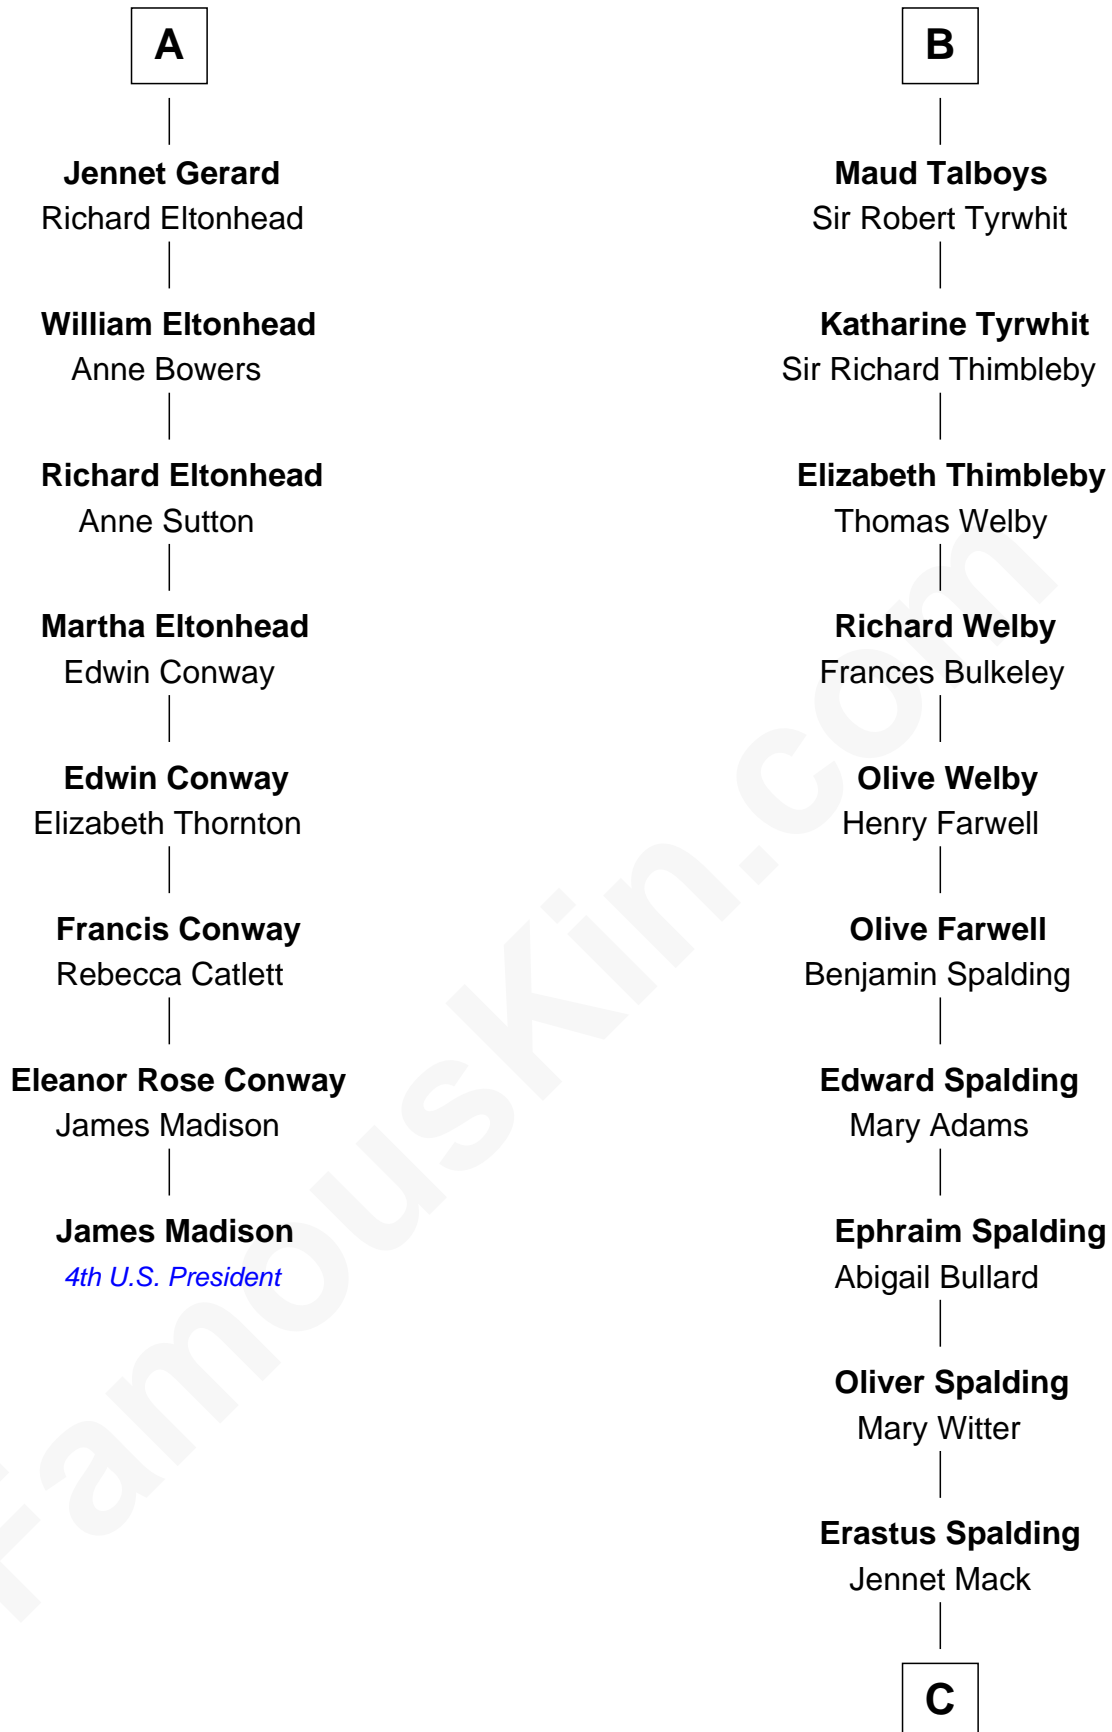 A
Jennet Gerard
Richard Eltonhead
William Eltonhead
Anne Bowers
Richard Eltonhead
Anne Sutton
Martha Eltonhead
Edwin Conway
Edwin Conway
Elizabeth Thornton
Francis Conway
Rebecca Catlett
Eleanor Rose Conway
James Madison
James Madison
4th U.S. President
B
Maud Talboys
Sir Robert Tyrwhit
Katharine Tyrwhit
Sir Richard Thimbleby
Elizabeth Thimbleby
Thomas Welby
Richard Welby
Frances Bulkeley
Olive Welby
Henry Farwell
Olive Farwell
Benjamin Spalding
Edward Spalding
Mary Adams
Ephraim Spalding
Abigail Bullard
Oliver Spalding
Mary Witter
Erastus Spalding
Jennet Mack
C
FamousKin.com